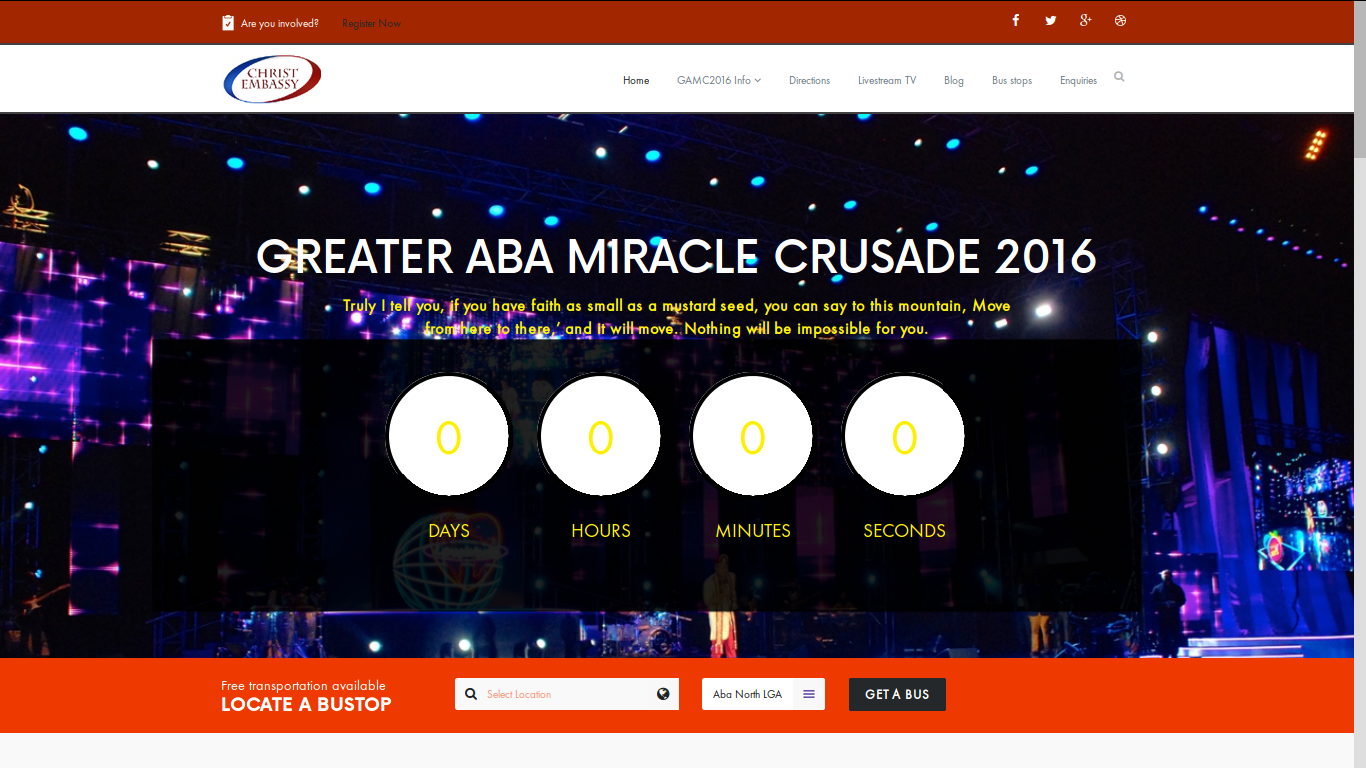 Are you involved? Register Now
CHRIST
EMBASSY
Home GAMC2016 Info Directions Livestream TV Blog Bus stops Enquiries
GREATER ABA MIRACLE CRUSADE 2016
Truly I tell you, if you have faith as small as a mustard seed, you can say to this mountain, Move
from here to there,' and it will move. Nothing will be impossible for you.
0 0 0 0
DAYS HOURS MINUTES SECONDS
Free transportation available
LOCATE A BUSTOP
Select Location
Aba North LGA
GET A BUS